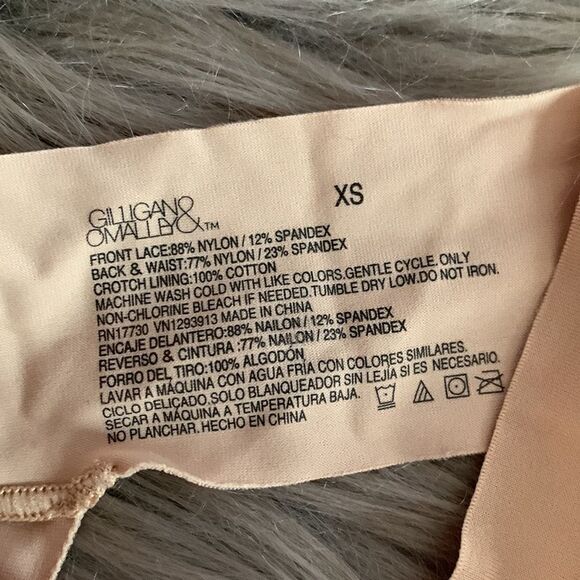 GILLIGAN&
OMALLEY&™
XS
FRONT LACE:88% NYLON / 12% SPANDEX
BACK & WAIST:77% NYLON / 23% SPANDEX
CROTCH LINING:100% COTTON
MACHINE WASH COLD WITH LIKE COLORS.GENTLE CYCLE. ONLY
NON-CHLORINE BLEACH IF NEEDED.TUMBLE DRY LOW.DO NOT IRON.
RN17730 VN1293913 MADE IN CHINA
ENCAJE DELANTERO:88% NAILON / 12% SPANDEX
REVERSO & CINTURA :77% NAILON / 23% SPANDEX
FORRO DEL TIRO:100% ALGODÓN
LAVAR A MÁQUINA CON AGUA FRÍA CON COLORES SIMILARES.
CICLO DELICADO.SOLO BLANQUEADOR SIN LEJÍA SI ES NECESARIO.
SECAR A MÁQUINA A TEMPERATURA BAJA.
NO PLANCHAR. HECHO EN CHINA